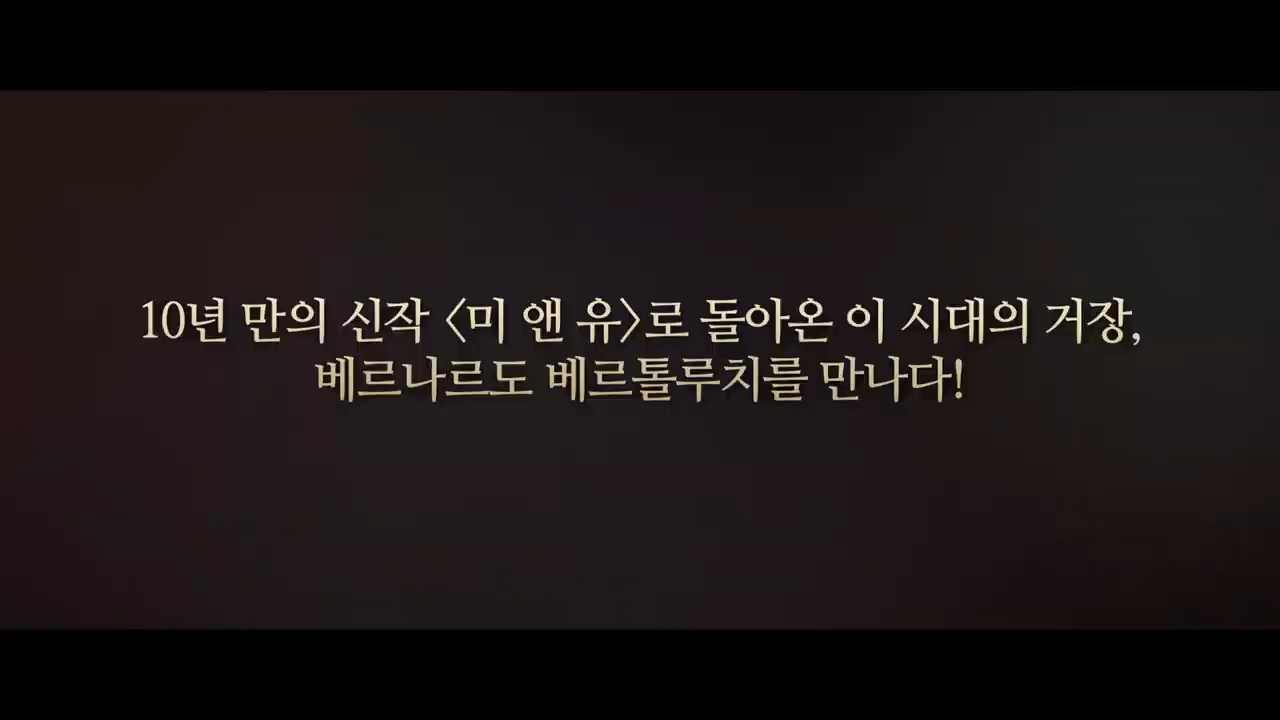 10년 만의 신작 〈미 앤 유〉로 돌아온 이 시대의 거장,
베르나르도 베르톨루치를 만나다!